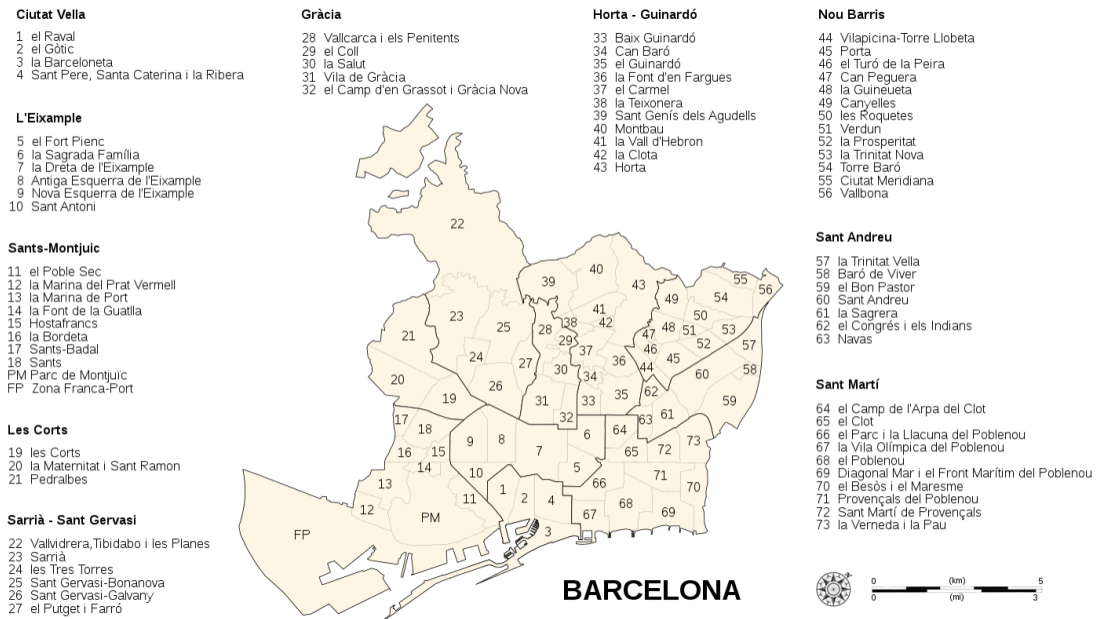 Ciutat Vella
1 el Raval
2 el Gòtic
3 la Barceloneta
4 Sant Pere, Santa Caterina i la Ribera
L'Eixample
5 el Fort Pienc
6 la Sagrada Família
7 la Dreta de l'Eixample
8 Antiga Esquerra de l'Eixample
9 Nova Esquerra de l'Eixample
10 Sant Antoni
Sants-Montjuic
11 el Poble Sec
12 la Marina del Prat Vermell
13 la Marina de Port
14 la Font de la Guatlla
15 Hostafrancs
16 la Bordeta
17 Sants-Badal
18 Sants
PM Parc de Montjuïc
FP Zona Franca-Port
Les Corts
19 les Corts
20 la Maternitat i Sant Ramon
21 Pedralbes
Sarrià - Sant Gervasi
22 Vallvidrera,Tibidabo i les Planes
23 Sarrià
24 les Tres Torres
25 Sant Gervasi-Bonanova
26 Sant Gervasi-Galvany
27 el Putget i Farró
Gràcia
28 Vallcarca i els Penitents
29 el Coll
30 la Salut
31 Vila de Gràcia
32 el Camp d'en Grassot i Gràcia Nova
Horta - Guinardó
33 Baix Guinardó
34 Can Baró
35 el Guinardó
36 la Font d'en Fargues
37 el Carmel
38 la Teixonera
39 Sant Genís dels Agudells
40 Montbau
41 la Vall d'Hebron
42 la Clota
43 Horta
Nou Barris
44 Vilapicina-Torre Llobeta
45 Porta
46 el Turó de la Peira
47 Can Peguera
48 la Guineueta
49 Canyelles
50 les Roquetes
51 Verdun
52 la Prosperitat
53 la Trinitat Nova
54 Torre Baró
55 Ciutat Meridiana
56 Vallbona
Sant Andreu
57 la Trinitat Vella
58 Baró de Viver
59 el Bon Pastor
60 Sant Andreu
61 la Sagrera
62 el Congrés i els Indians
63 Navas
Sant Martí
64 el Camp de l'Arpa del Clot
65 el Clot
66 el Parc i la Llacuna del Poblenou
67 la Vila Olímpica del Poblenou
68 el Poblenou
69 Diagonal Mar i el Front Marítim del Poblenou
70 el Besòs i el Maresme
71 Provençals del Poblenou
72 Sant Martí de Provençals
73 la Verneda i la Pau
22
40
39 43 55
49 54 56
23 25 41 50
21 28 38 42 48 51 53
29 47 52 57
24 27 37 46 45
20 26 30 36 44 60 58
34
19 31 33 35 62 59
17 32 63 61
18 6 64
16 15 9 8 7 65 72 73
14 10 5 71
13 66
12 11 1 2 4 70
PM 67 68 69
FP 3
BARCELONA
0 (km) 5
0 (mi) 3